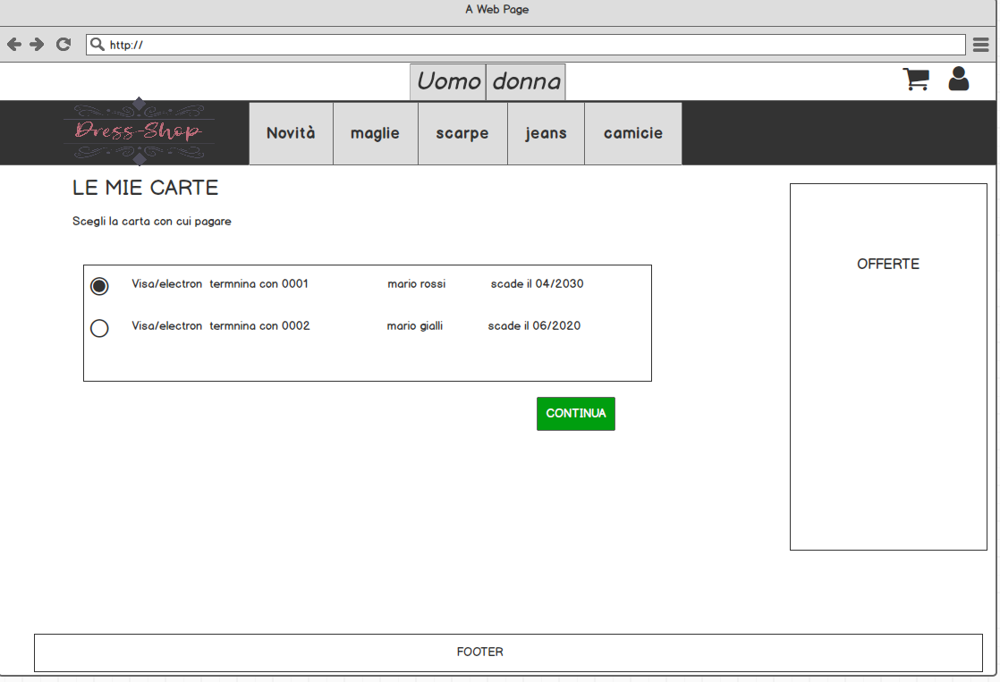 A Web Page
http://
Uomo donna
Dress-Shop
Novità maglie scarpe jeans camicie
LE MIE CARTE
Scegli la carta con cui pagare
OFFERTE
Visa/electron termnina con 0001 mario rossi scade il 04/2030
Visa/electron termnina con 0002 mario gialli scade il 06/2020
CONTINUA
FOOTER